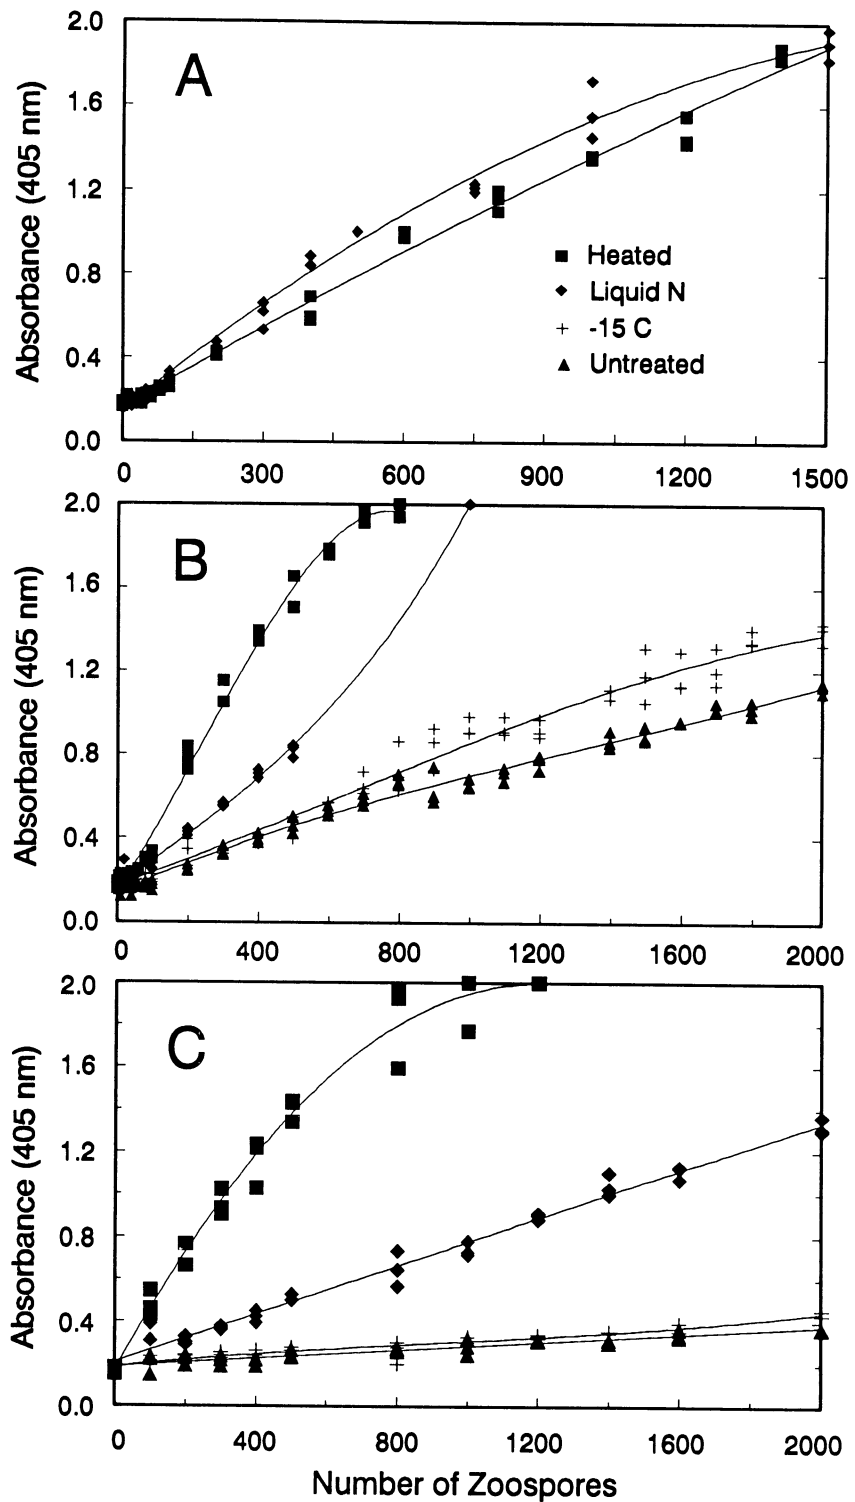 2.0
A
1.6
1.2
0.8
0.4
0.0
Absorbance (405 nm)
Heated
Liquid N
-15 C
Untreated
0 300 600 900 1200 1500
2.0
B
1.6
1.2
0.8
0.4
0.0
Absorbance (405 nm)
0 400 800 1200 1600 2000
2.0
C
1.6
1.2
0.8
0.4
0.0
Absorbance (405 nm)
0 400 800 1200 1600 2000
Number of Zoospores